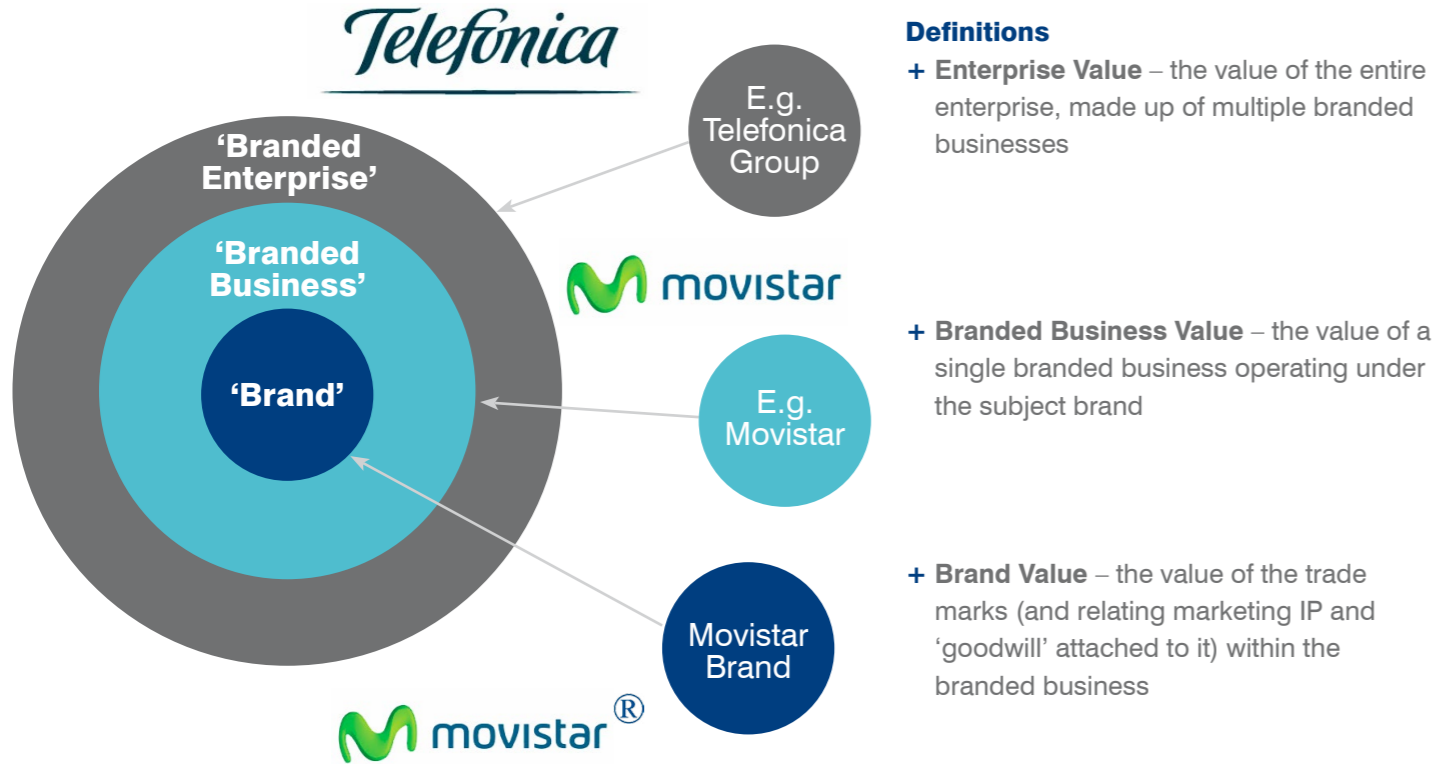 Telefónica
‘Branded
Enterprise’
‘Branded
Business’
‘Brand’
E.g.
Telefonica
Group
movistar
E.g.
Movistar
Movistar
Brand
movistar ®
Definitions
+ Enterprise Value – the value of the entire
enterprise, made up of multiple branded
businesses
+ Branded Business Value – the value of a
single branded business operating under
the subject brand
+ Brand Value – the value of the trade
marks (and relating marketing IP and
‘goodwill’ attached to it) within the
branded business